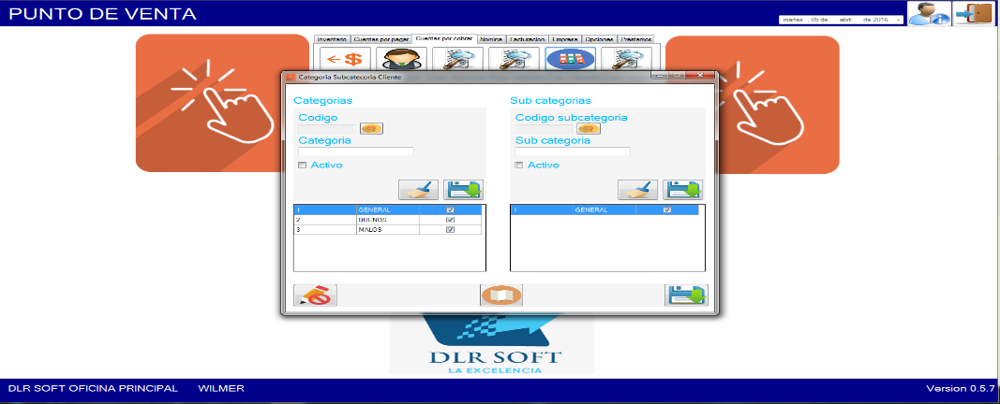 PUNTO DE VENTA
martes , 05 de abril de 2016
Inventario Cuentas por pagar Cuentas por cobrar Nomina Facturacion Empresa Opciones Prestamos
Categoria Subcatecoria Cliente
Categorias
Codigo
Categoria
Activo
1 GENERAL
2 BUENOS
3 MALOS
Sub categorias
Codigo subcategoria
Sub categoria
Activo
1 GENERAL
DLR SOFT
LA EXCELENCIA
DLR SOFT OFICINA PRINCIPAL WILMER
Version 0.5.7